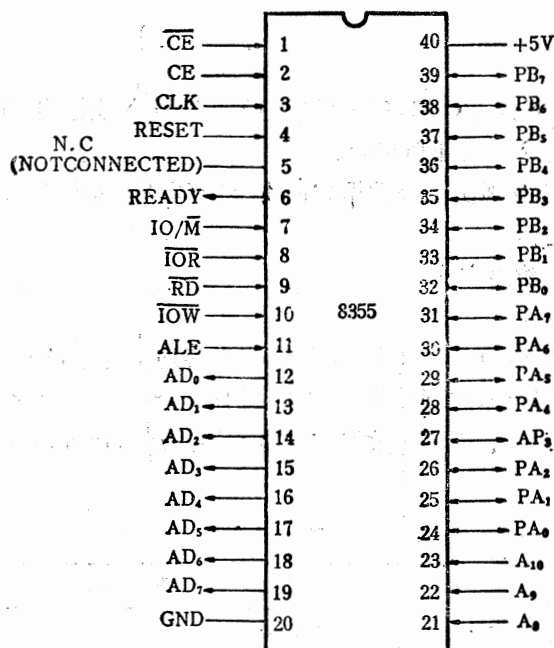 C̅E̅ 1 40 +5V
CE 2 39 PB₇
CLK 3 38 PB₆
RESET 4 37 PB₅
N.C
(NOTCONNECTED) 5 36 PB₄
READY 6 35 PB₃
IO/M̅ 7 34 PB₂
I̅O̅R̅ 8 33 PB₁
R̅D̅ 9 32 PB₀
I̅O̅W̅ 10 8355 31 PA₇
ALE 11 30 PA₆
AD₀ 12 29 PA₅
AD₁ 13 28 PA₄
AD₂ 14 27 AP₃
AD₃ 15 26 PA₂
AD₄ 16 25 PA₁
AD₅ 17 24 PA₀
AD₆ 18 23 A₁₀
AD₇ 19 22 A₉
GND 20 21 A₈